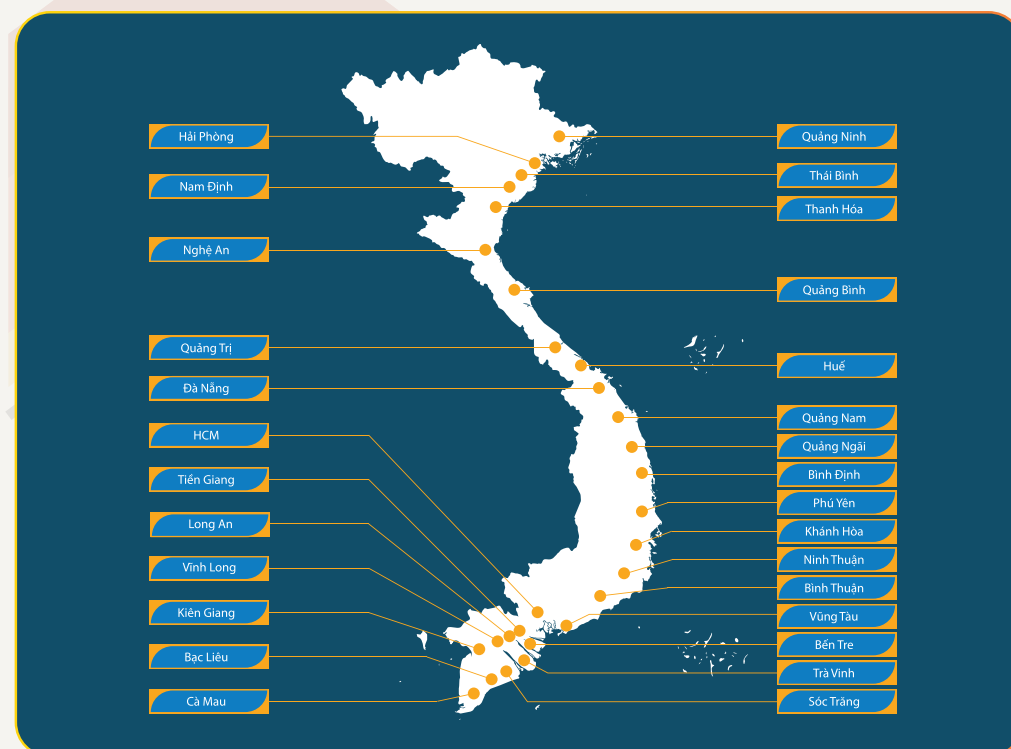 Hải Phòng
Nam Định
Nghệ An
Quảng Trị
Đà Nẵng
HCM
Tiền Giang
Long An
Vĩnh Long
Kiên Giang
Bạc Liêu
Cà Mau
Quảng Ninh
Thái Bình
Thanh Hóa
Quảng Bình
Huế
Quảng Nam
Quảng Ngãi
Bình Định
Phú Yên
Khánh Hòa
Ninh Thuận
Bình Thuận
Vũng Tàu
Bến Tre
Trà Vinh
Sóc Trăng